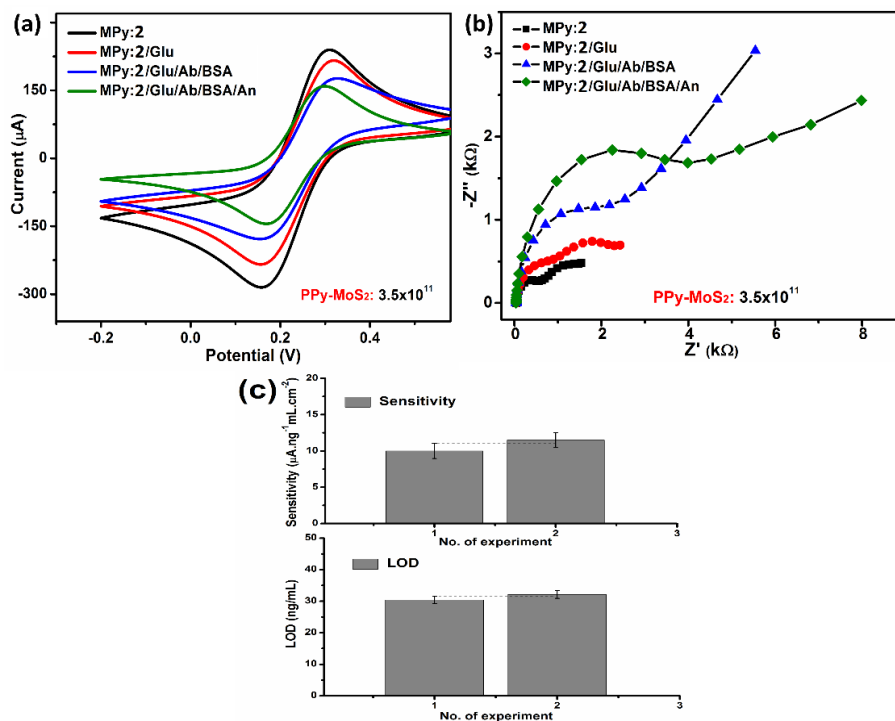 (a)
MPy:2
MPy:2/Glu
MPy:2/Glu/Ab/BSA
MPy:2/Glu/Ab/BSA/An
Currrent (µA)
150
0
-150
-300
-0.2
0.0
0.2
0.4
Potential (V)
PPy-MoS₂: 3.5x10¹¹
(b)
MPy:2
MPy:2/Glu
MPy:2/Glu/Ab/BSA
MPy:2/Glu/Ab/BSA/An
-Z" (kΩ)
3
2
1
0
0
2
4
6
8
Z' (kΩ)
PPy-MoS₂: 3.5x10¹¹
(c)
Sensitivity
Sensitivity (µA.ng⁻¹mL.cm⁻²)
20
15
10
5
0
1
2
3
No. of experiment
LOD
LOD (ng/mL)
50
40
30
20
10
0
1
2
3
No. of experiment